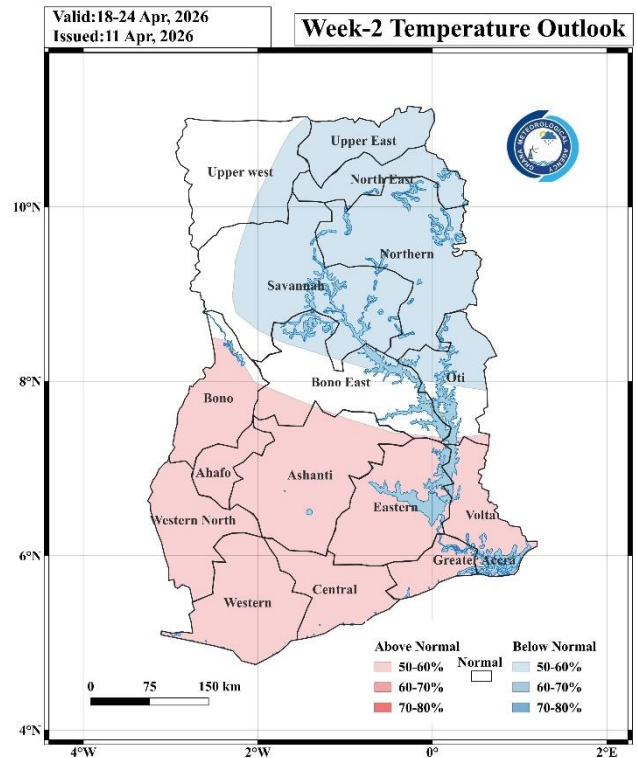 Valid:18-24 Apr, 2026
Issued:11 Apr, 2026
Week-2 Temperature Outlook
GHANA METEOROLOGICAL AGENCY
Upper East
Upper west
North East
10°N
Northern
Savannah
8°N
Bono East
Oti
Bono
Ahafo
Ashanti
Western North
Eastern
Volta
6°N
Greater Accra
Central
Western
Above Normal
Normal
Below Normal
50-60%
50-60%
60-70%
60-70%
70-80%
70-80%
0 75 150 km
4°N
4°W 2°W 0° 2°E